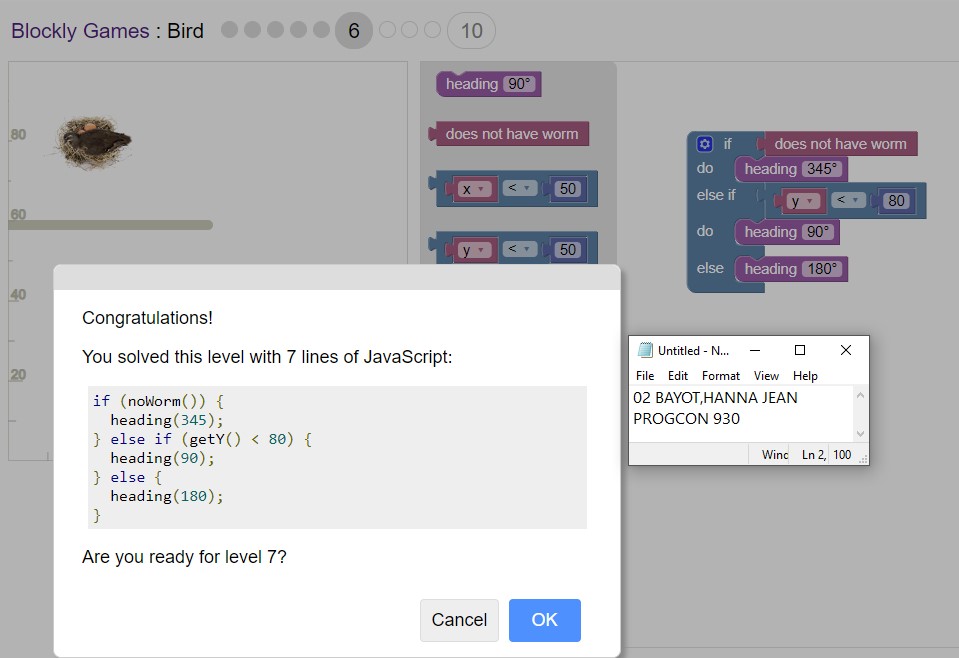 Blockly Games : Bird 6 10
80
60
40
20
heading 90°
does not have worm
x < 50
y < 50
if does not have worm
do heading 345°
else if y < 80
do heading 90°
else heading 180°
Congratulations!
You solved this level with 7 lines of JavaScript:
if (noWorm()) {
heading(345);
} else if (getY() < 80) {
heading(90);
} else {
heading(180);
}
Are you ready for level 7?
Cancel OK
Untitled - N...
File Edit Format View Help
02 BAYOT,HANNA JEAN
PROGCON 930
Winc Ln 2, 100